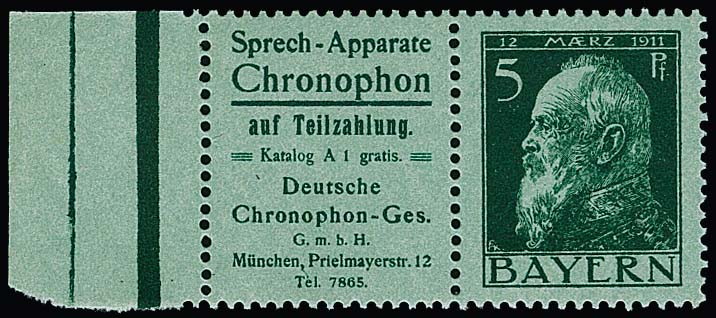 Sprech-Apparate
Chronophon
auf Teilzahlung.
Katalog A 1 gratis.
Deutsche
Chronophon-Ges.
G. m. b. H.
München, Prielmayerstr. 12
Tel. 7865.
12 MÆRZ 1911
5 Pf
BAYERN